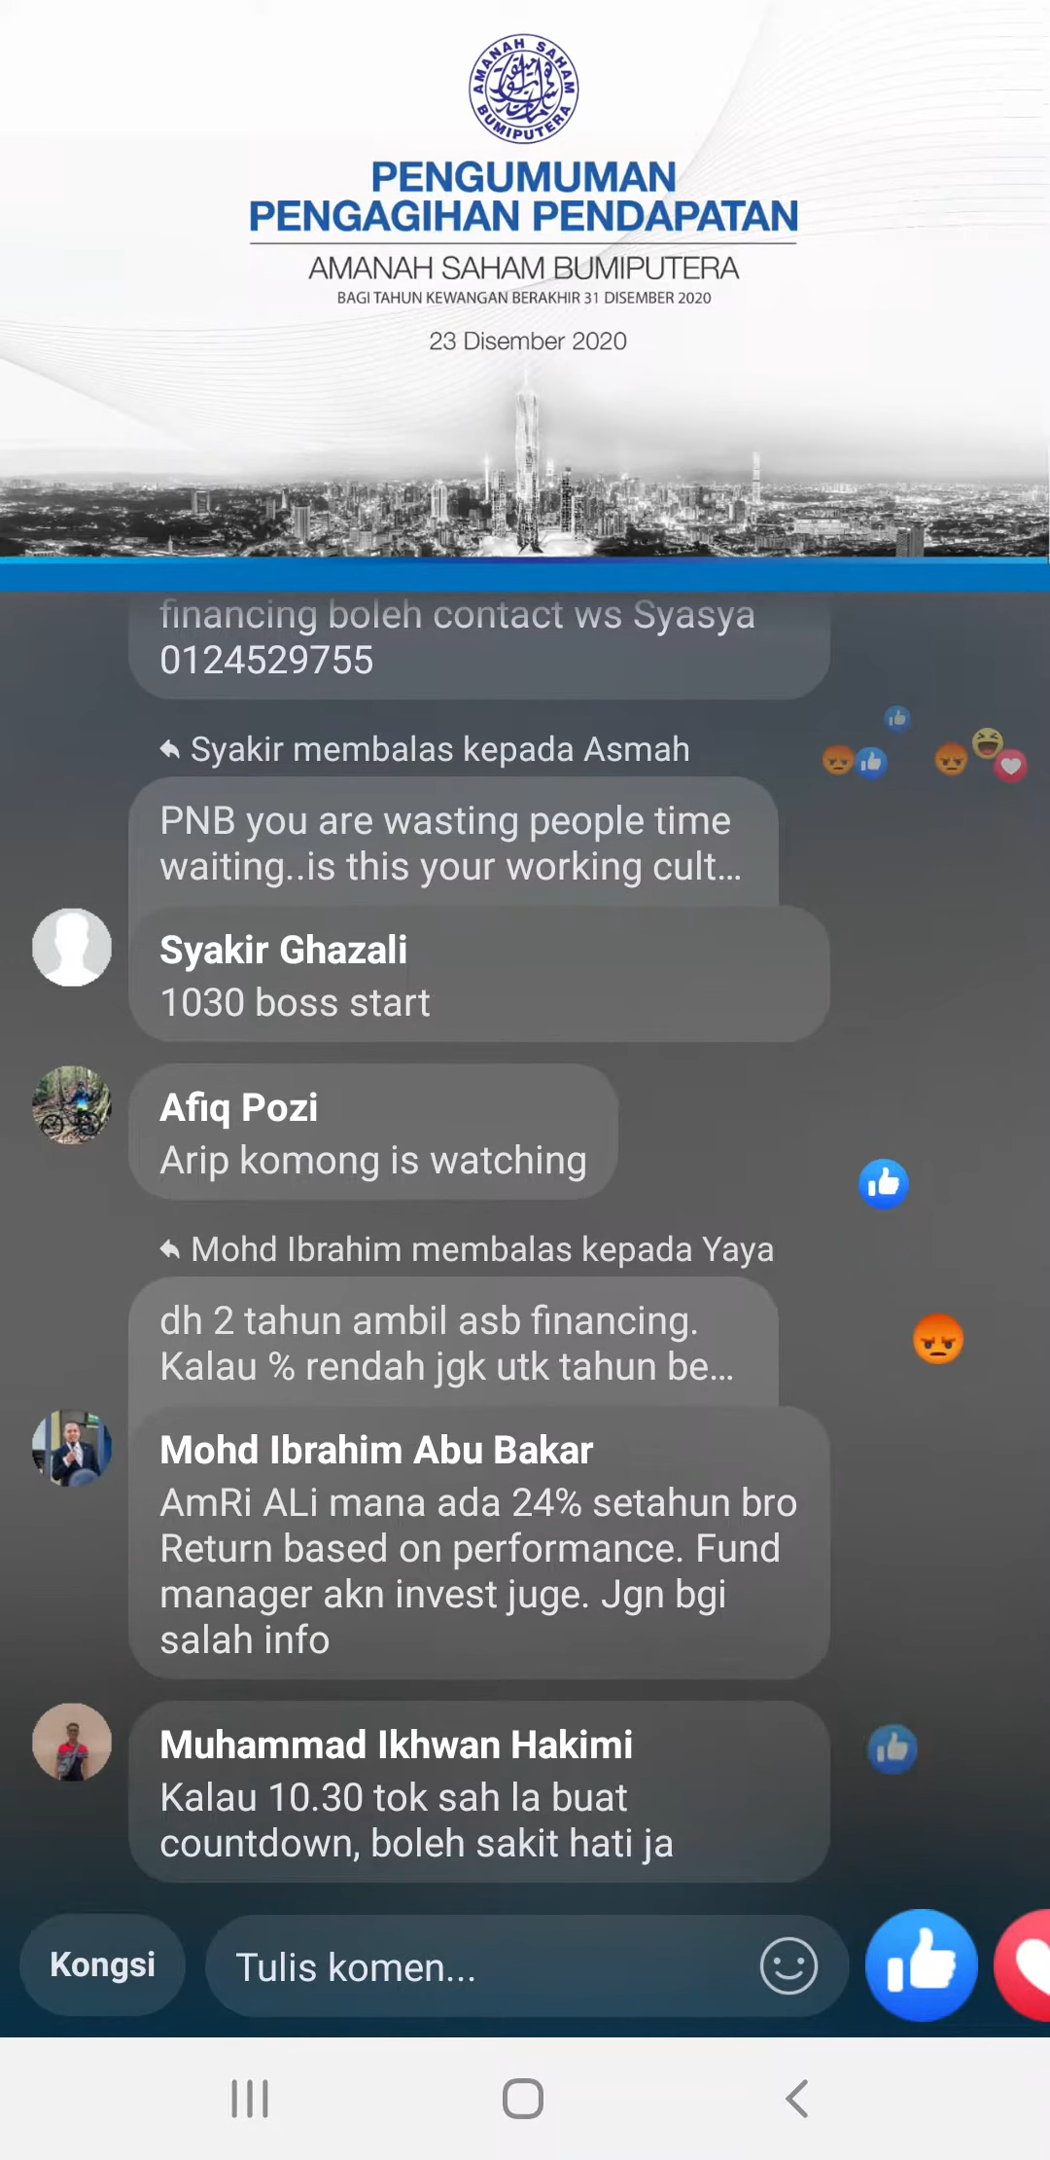 AMANAH SAHAM
BUMIPUTERA
PENGUMUMAN
PENGAGIHAN PENDAPATAN
AMANAH SAHAM BUMIPUTERA
BAGI TAHUN KEWANGAN BERAKHIR 31 DISEMBER 2020
23 Disember 2020
financing boleh contact ws Syasya
0124529755
Syakir membalas kepada Asmah
PNB you are wasting people time
waiting..is this your working cult...
Syakir Ghazali
1030 boss start
Afiq Pozi
Arip komong is watching
Mohd Ibrahim membalas kepada Yaya
dh 2 tahun ambil asb financing.
Kalau % rendah jgk utk tahun be...
Mohd Ibrahim Abu Bakar
AmRi ALi mana ada 24% setahun bro
Return based on performance. Fund
manager akn invest juge. Jgn bgi
salah info
Muhammad Ikhwan Hakimi
Kalau 10.30 tok sah la buat
countdown, boleh sakit hati ja
Kongsi
Tulis komen...